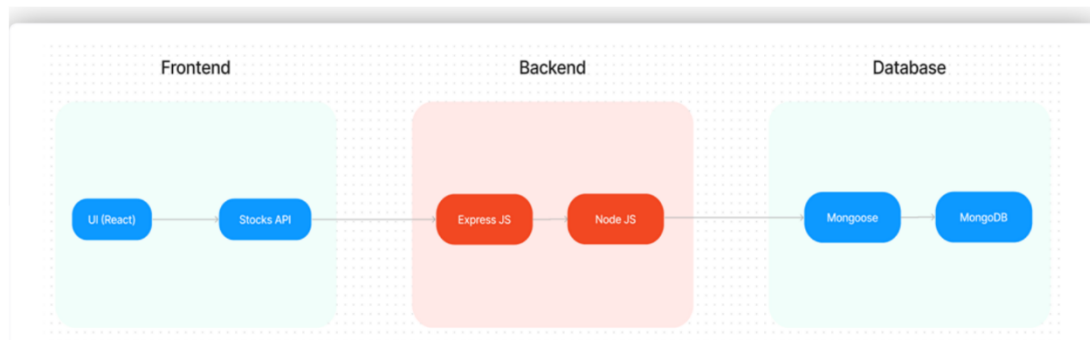 Frontend
Backend
Database
UI (React)
Stocks API
Express JS
Node JS
Mongoose
MongoDB